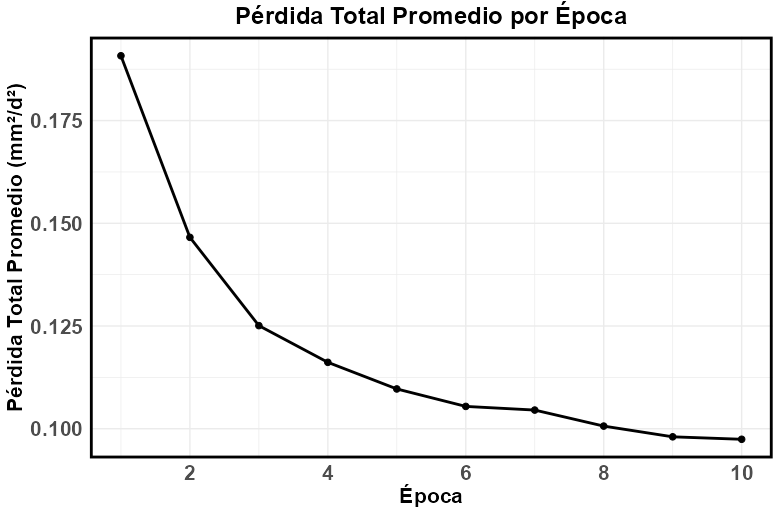 Pérdida Total Promedio por Época
Pérdida Total Promedio (mm²/d²)
0.175
0.150
0.125
0.100
2 4 6 8 10
Época